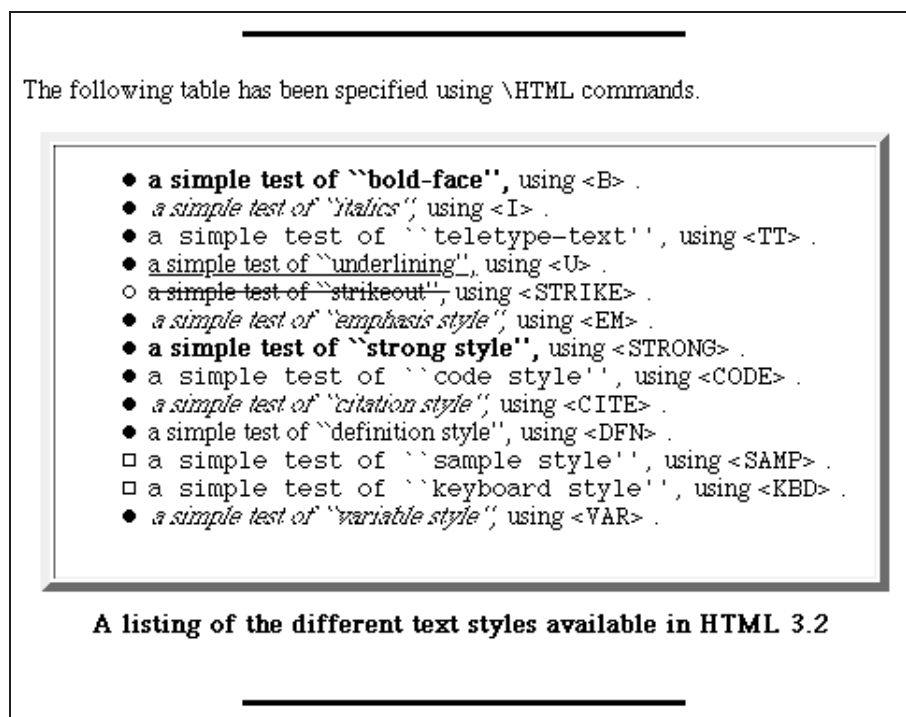 The following table has been specified using \HTML commands.
● a simple test of ``bold-face'', using <B> .
● a simple test of ``italics'', using <I> .
● a simple test of ``teletype-text'', using <TT> .
● a simple test of ``underlining'', using <U> .
○ a simple test of ``strikeout'', using <STRIKE> .
● a simple test of ``emphasis style'', using <EM> .
● a simple test of ``strong style'', using <STRONG> .
● a simple test of ``code style'', using <CODE> .
● a simple test of ``citation style'', using <CITE> .
● a simple test of ``definition style'', using <DFN> .
□ a simple test of ``sample style'', using <SAMP> .
□ a simple test of ``keyboard style'', using <KBD> .
● a simple test of ``variable style'', using <VAR> .
A listing of the different text styles available in HTML 3.2